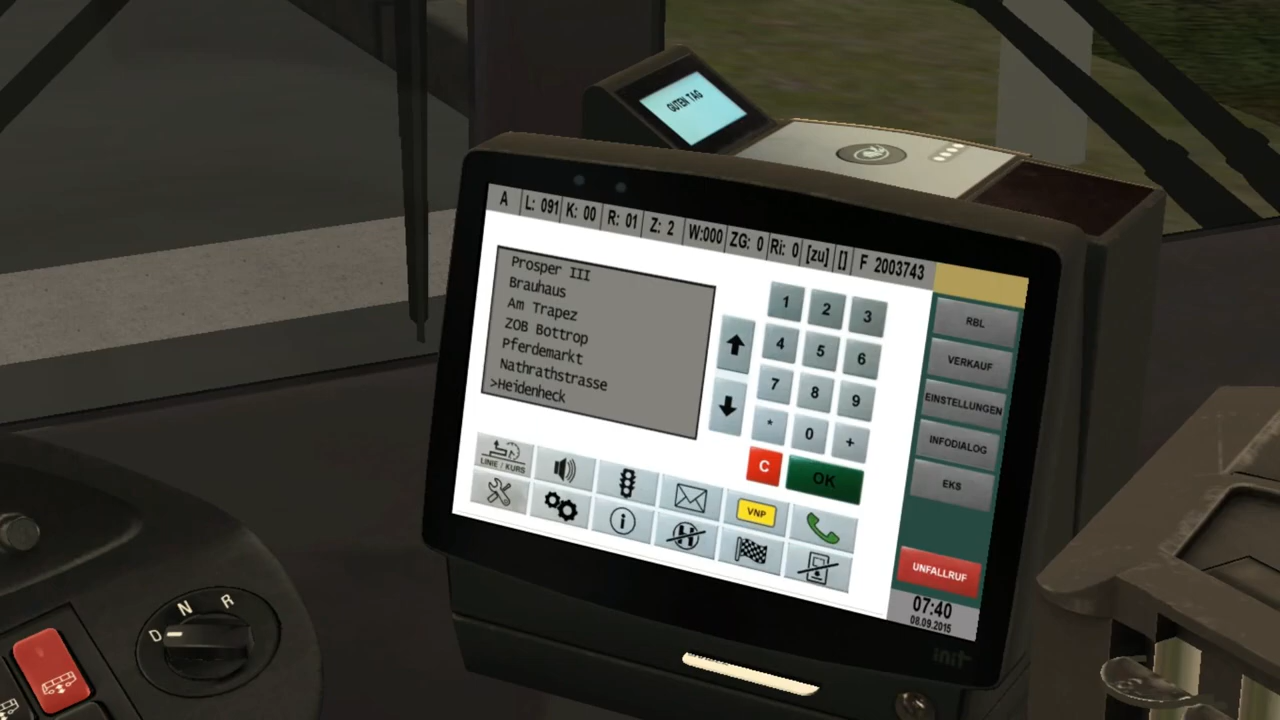 GUTEN TAG
A L: 091 K: 00 R: 01 Z: 2 W:000 ZG: 0 Ri: 0 [zu] [] F 2003743
Prosper III
Brauhaus
Am Trapez
ZOB Bottrop
Pferdemarkt
Nathrathstrasse
>Heidenheck
1 2 3
4 5 6
7 8 9
* 0 +
C OK
RBL
VERKAUF
EINSTELLUNGEN
INFODIALOG
EKS
UNFALLRUF
LINIE / KURS
VNP
07:40
08.09.2015
init
D N R